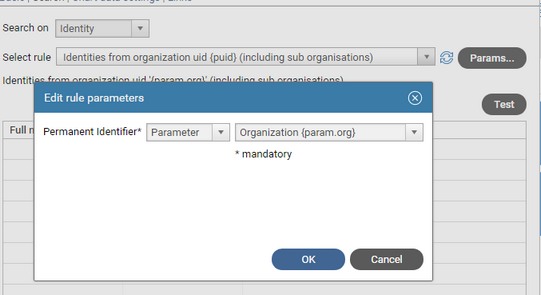 Search on Identity
Select rule Identities from organization uid {puid} (including sub organisations) Params...
Identities from organization uid '{param.org}' (including sub organisations)
Edit rule parameters
Test
Full n
Permanent Identifier* Parameter Organization {param.org}
* mandatory
OK Cancel